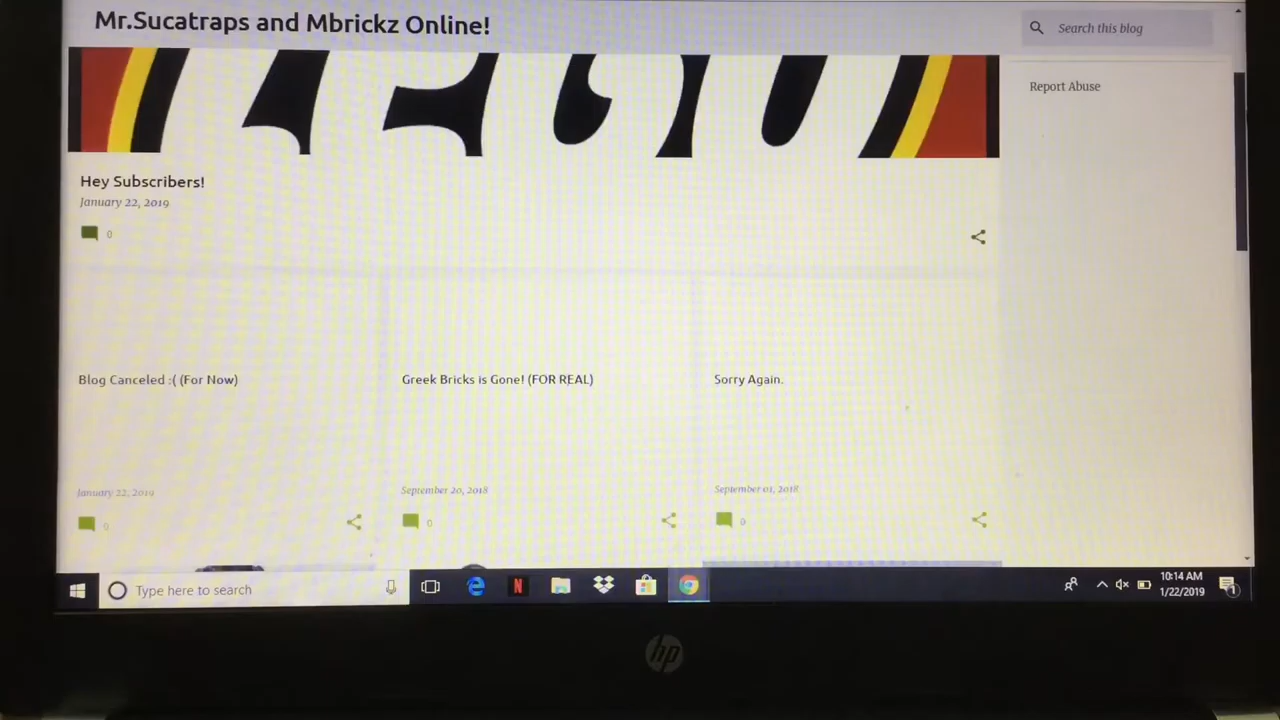 Mr.Sucatraps and Mbrickz Online!
Search this blog
Report Abuse
Hey Subscribers!
January 22, 2019
0
Blog Canceled :( (For Now)
Greek Bricks is Gone! (FOR REAL)
Sorry Again.
January 22, 2019
September 20, 2018
September 01, 2018
0
0
0
Type here to search
N
10:14 AM
1/22/2019
1
hp